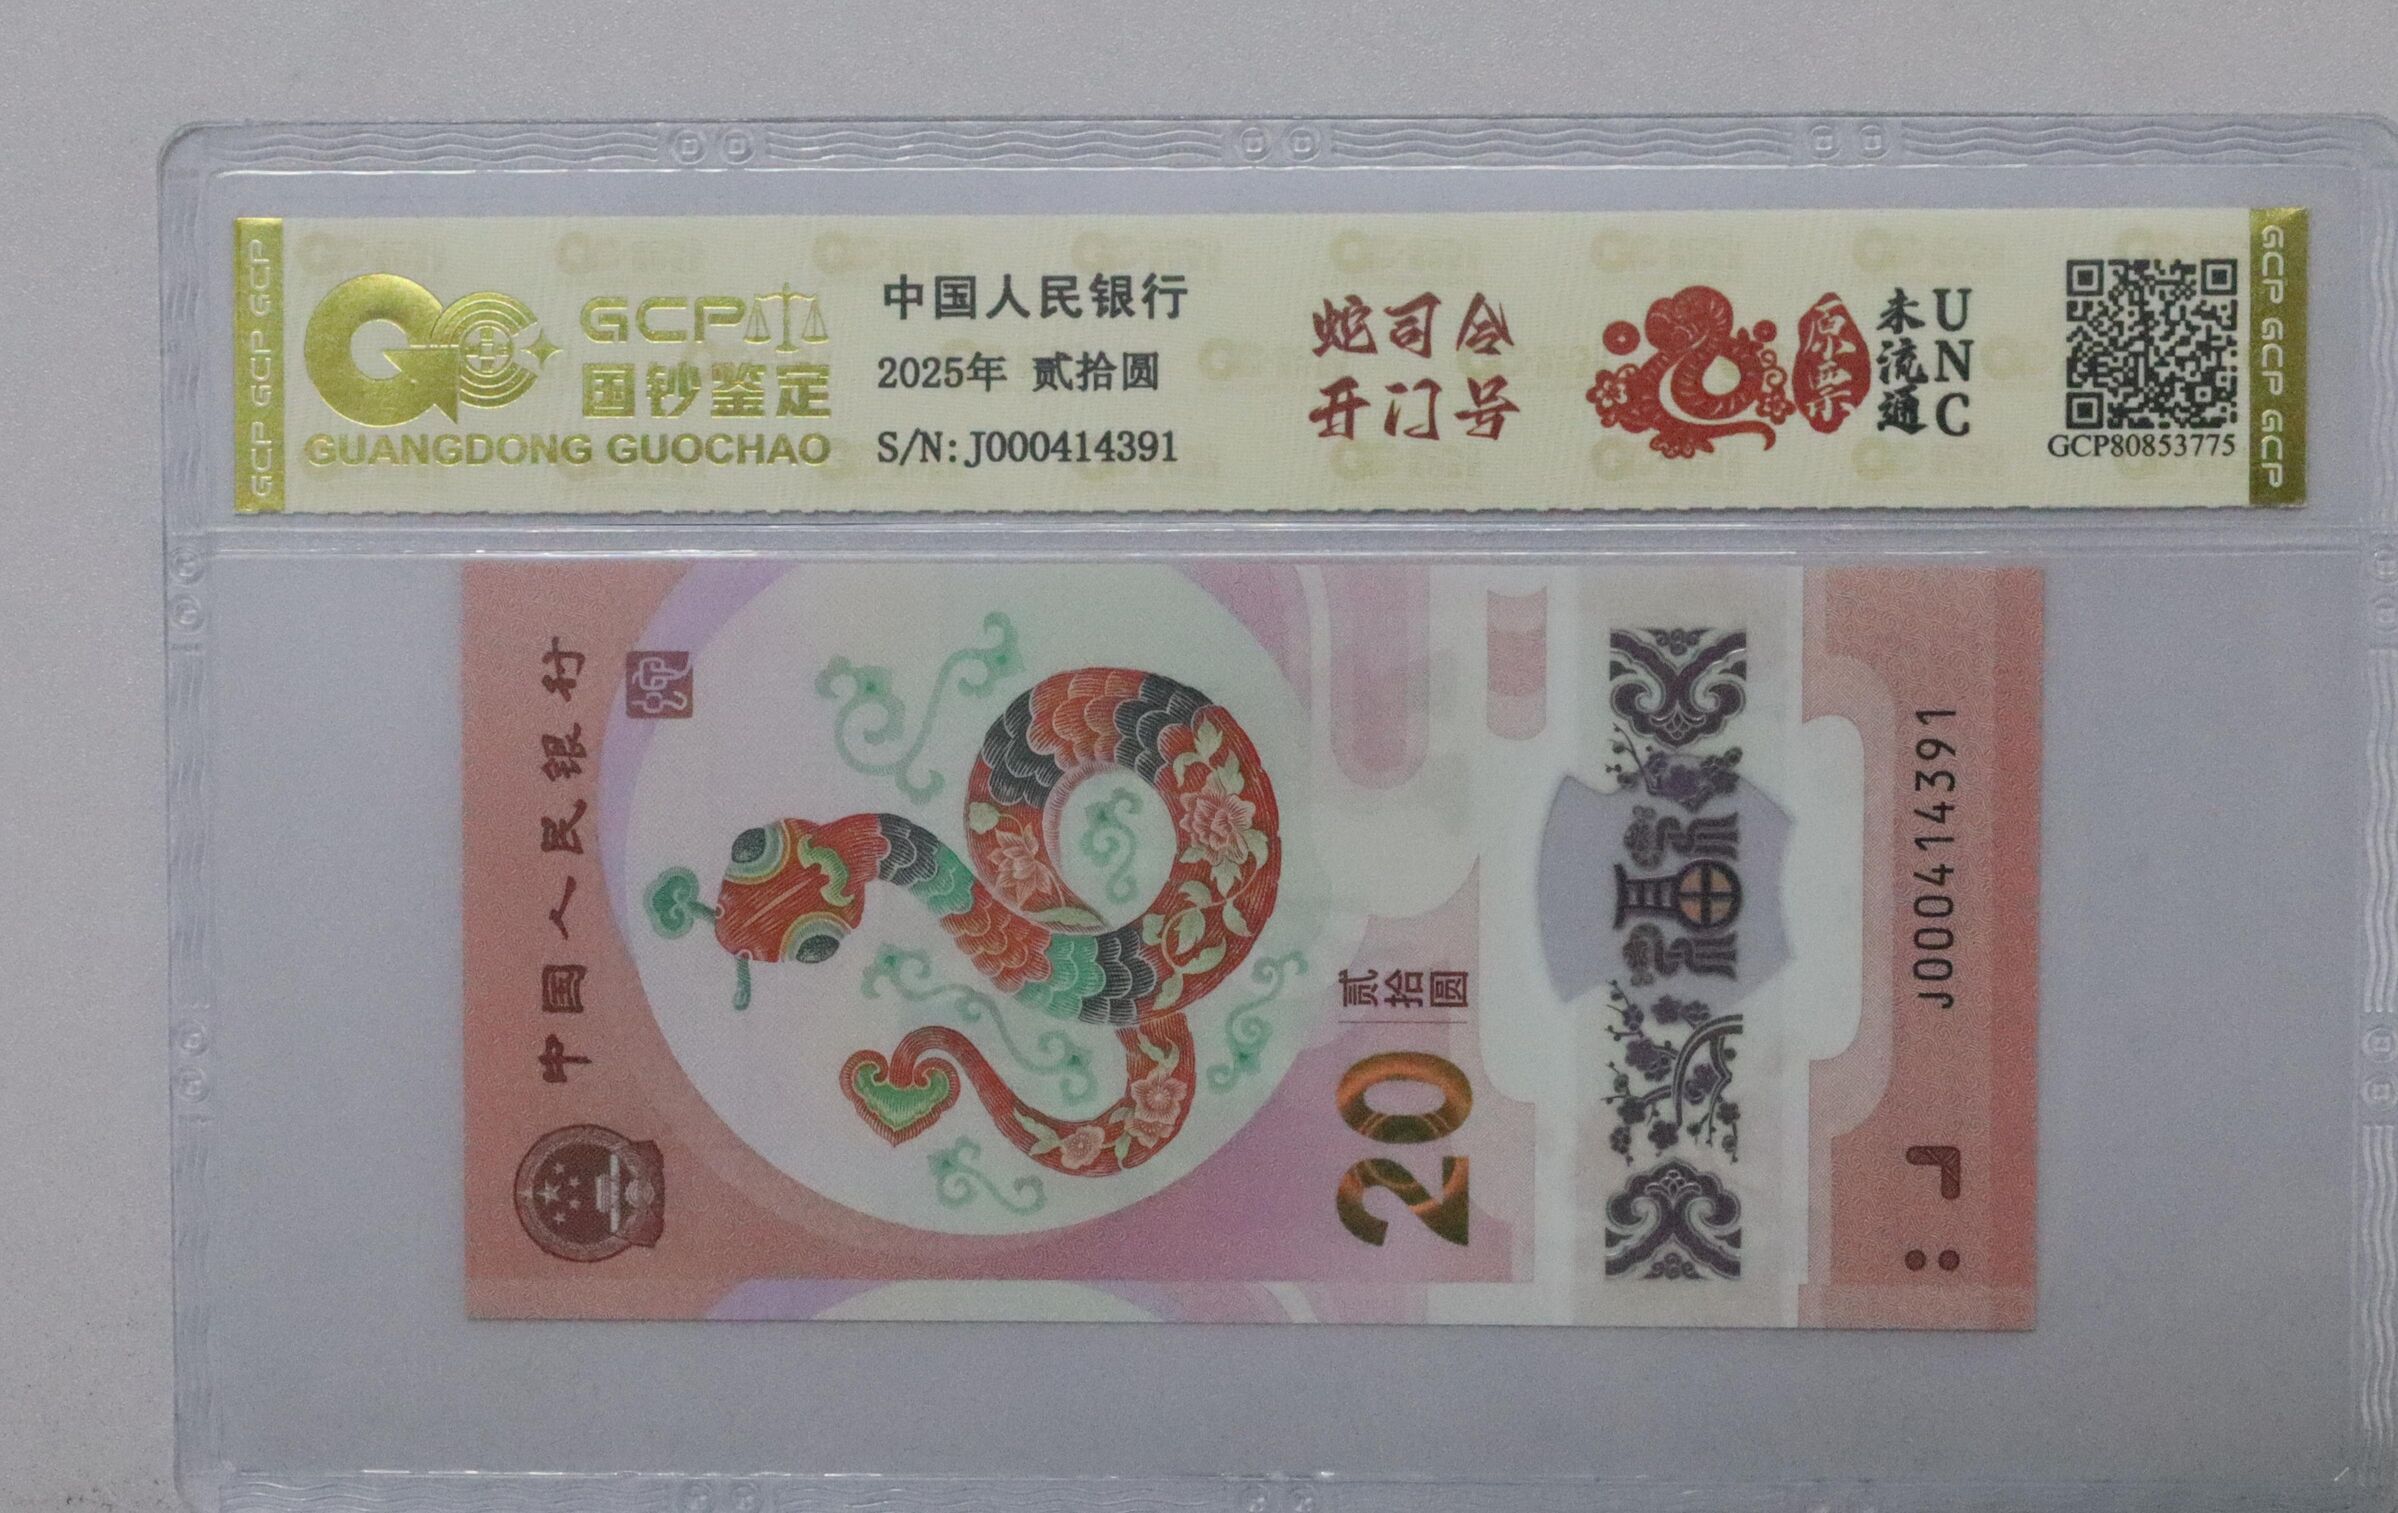 GCP GCP GCP
GCP
国钞鉴定
GUANGDONG GUOCHAO
中国人民银行
2025年 贰拾圆
S/N:J000414391
蛇司令
开门号
原票
未流通
UNC
GCP80853775
GCP GCP GCP
中国人民银行
贰拾圆
20
J000414391